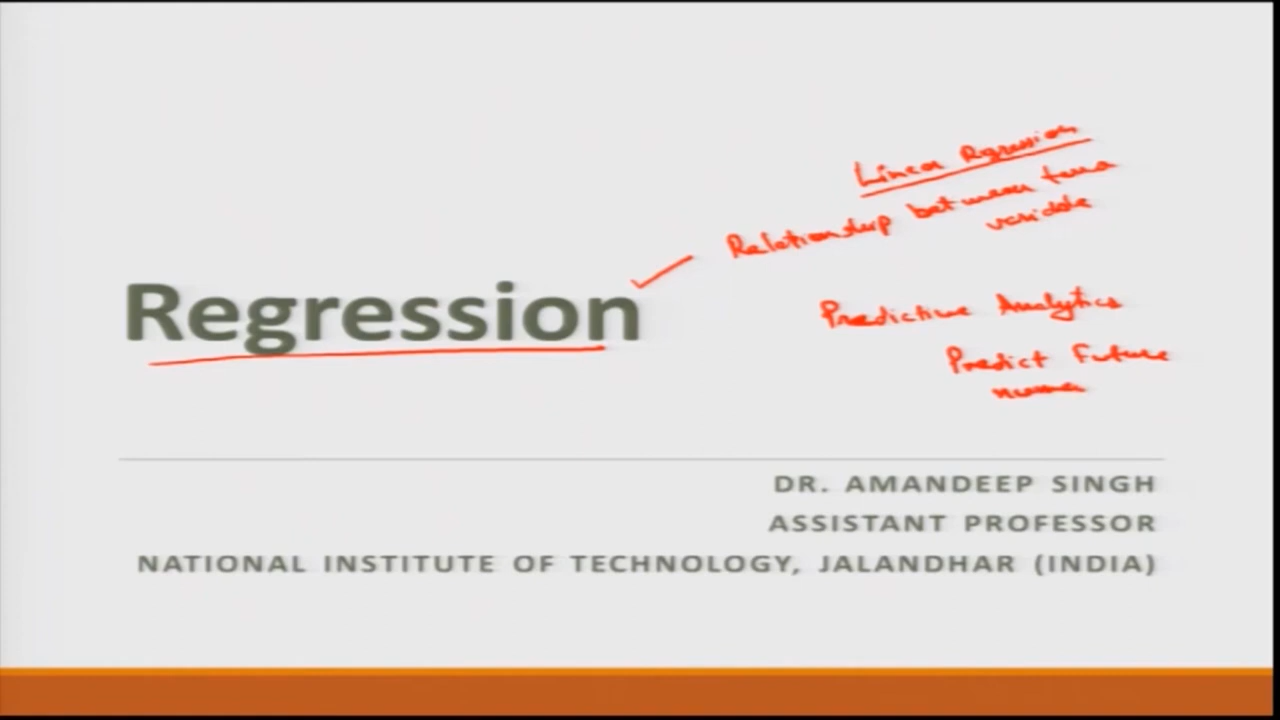 Linear Regression
Relationship between two
variable
Regression
Predictive Analytics
Predict Future
DR. AMANDEEP SINGH
ASSISTANT PROFESSOR
NATIONAL INSTITUTE OF TECHNOLOGY, JALANDHAR (INDIA)